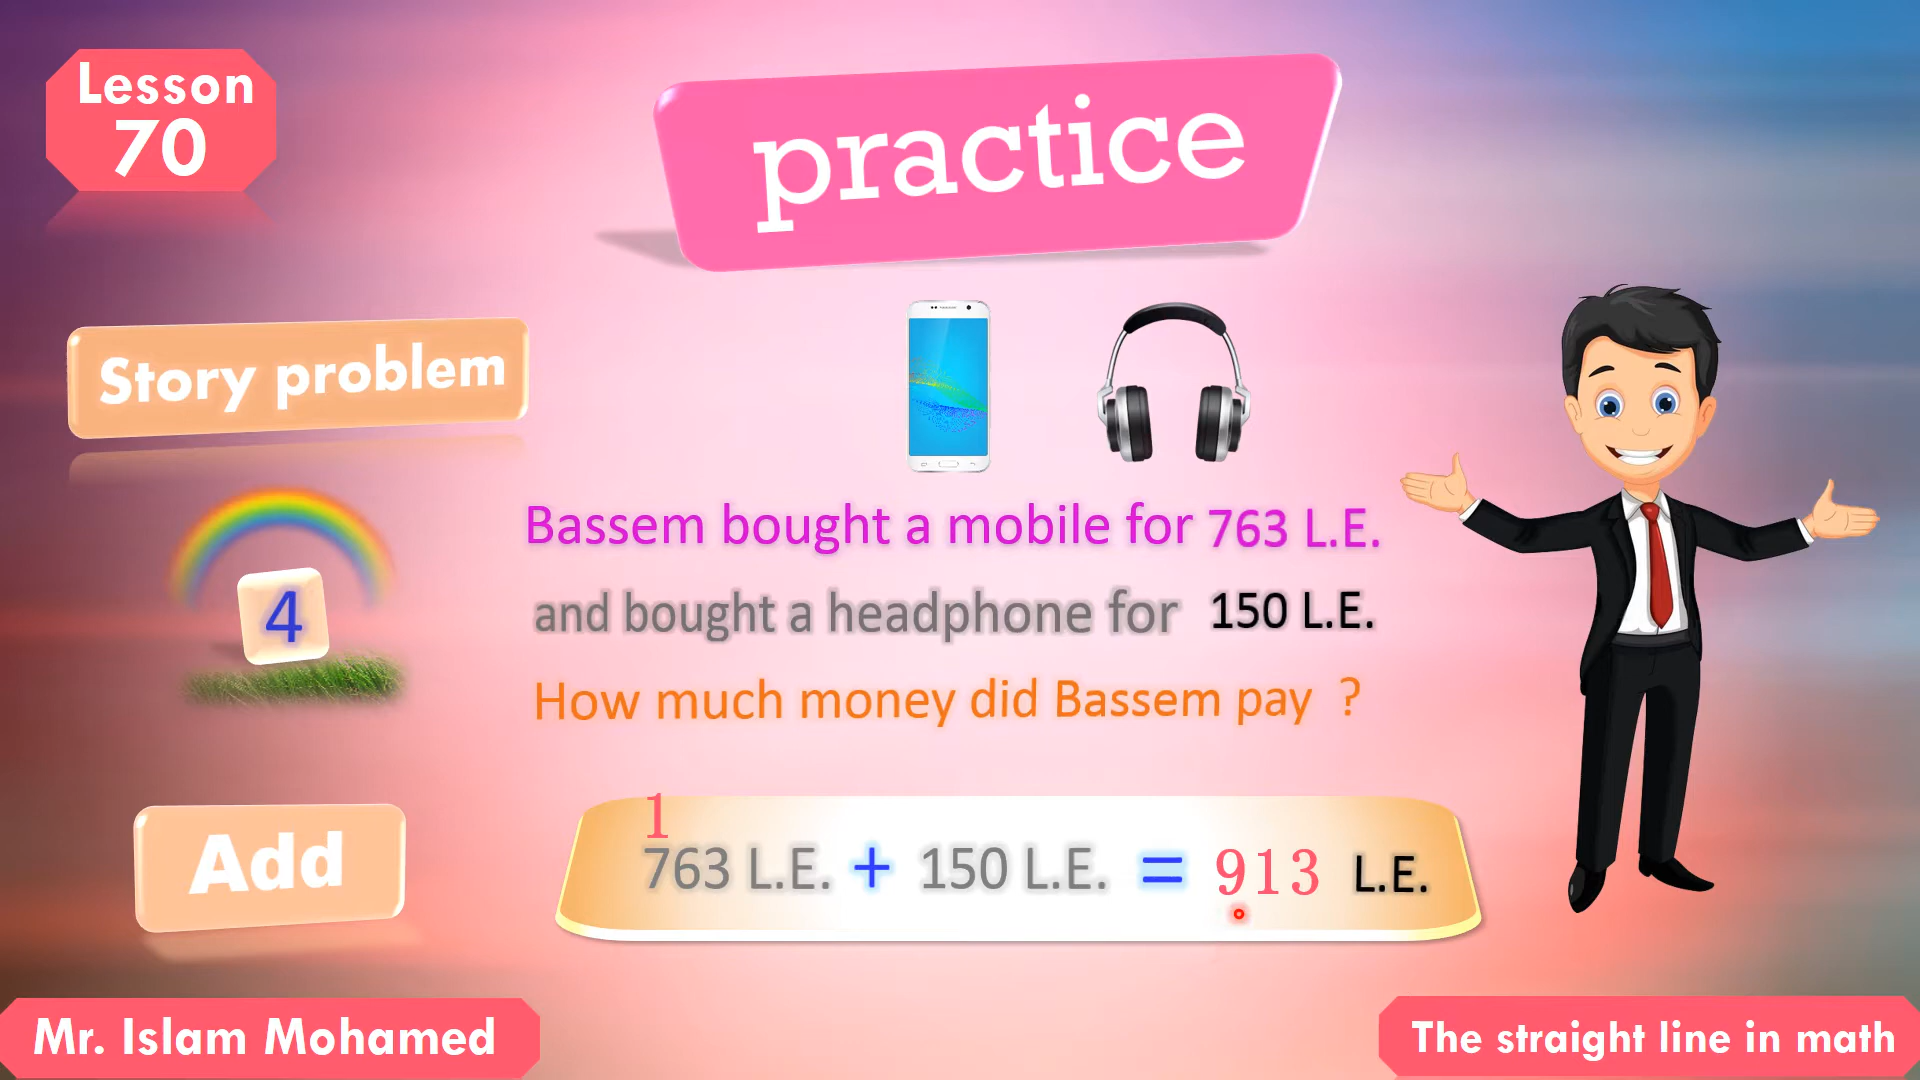 Lesson
70
practice
Story problem
4
Bassem bought a mobile for 763 L.E.
and bought a headphone for 150 L.E.
How much money did Bassem pay ?
Add
1
763 L.E. + 150 L.E. = 913 L.E.
Mr. Islam Mohamed
The straight line in math